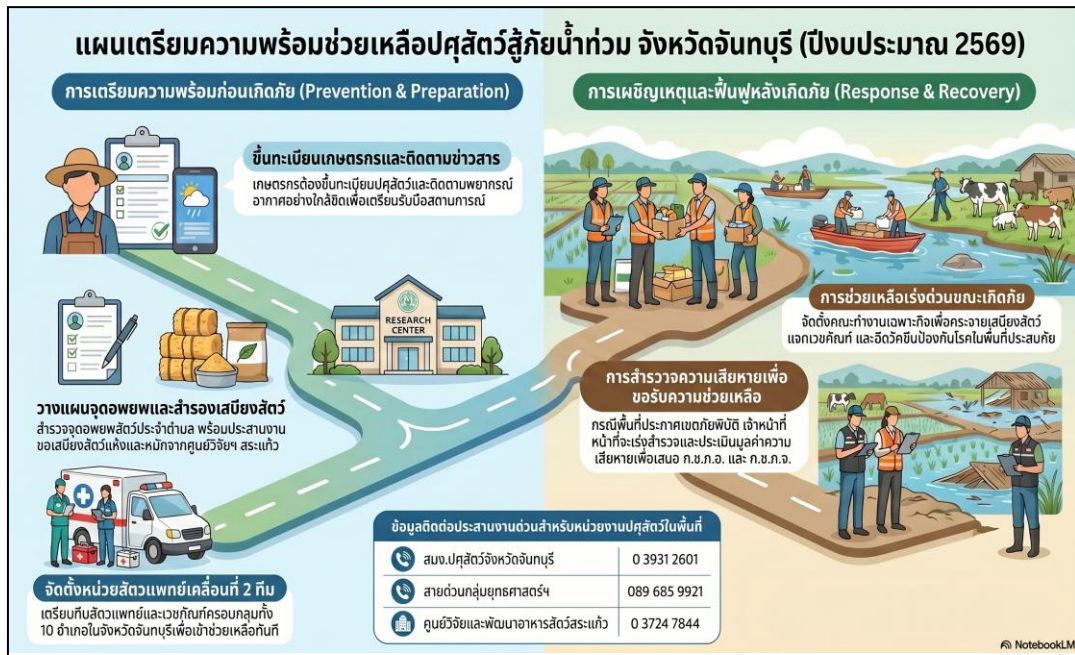 แผนเตรียมความพร้อมช่วยเหลือปศุสัตว์สู้ภัยน้ำท่วม จังหวัดจันทบุรี (ปีงบประมาณ 2569)
การเตรียมความพร้อมก่อนเกิดภัย (Prevention & Preparation)
ขึ้นทะเบียนเกษตรกรและติดตามข่าวสาร
เกษตรกรต้องขึ้นทะเบียนปศุสัตว์และติดตามพยากรณ์
อากาศอย่างใกล้ชิดเพื่อเตรียมรับมือสถานการณ์
RESEARCH
CENTER
วางแผนจุดอพยพและสำรองเสบียงสัตว์
สำรวจจุดอพยพสัตว์ประจำตำบล พร้อมประสานงาน
ขอเสบียงสัตว์แห้งและหมักจากศูนย์วิจัยฯ สระแก้ว
จัดตั้งหน่วยสัตวแพทย์เคลื่อนที่ 2 ทีม
เตรียมทีบสัตวแพทย์และเวชภัณฑ์ครอบกลุมทั้ง
10 อำเภอในจังหวัดจันทบุรีเพื่อเข้าช่วยเหลือทันที
การเผชิญเหตุและฟื้นฟูหลังเกิดภัย (Response & Recovery)
การช่วยเหลือเร่งด่วนขณะเกิดภัย
จัดตั้งคณะทำงานเฉพาะกิจเพื่อกระจายเสบียงสัตว์
แจกเวชภัณฑ์ และฉีดวัคซีนป้องกันโรคในพื้นที่ประสบภัย
การสำรวจความเสียหายเพื่อ
ขอรับความช่วยเหลือ
กรณีพื้นที่ประกาศเขตภัยพิบัติ เจ้าหน้าที่
หน้าที่จะเร่งสำรวจและประเมินมูลค่าความ
เสียหายเพื่อเสนอ ก.ช.ภ.อ. และ ก.ช.ภ.จ.
ข้อมูลติดต่อประสานงานด่วนสำหรับหน่วยงานปศุสัตว์ในพื้นที่
สนง.ปศุสัตว์จังหวัดจันทบุรี 0 3931 2601
สายด่วนกลุ่มยุทธศาสตร์ฯ 089 685 9921
ศูนย์วิจัยและพัฒนาอาหารสัตว์สระแก้ว 0 3724 7844
NotebookLM